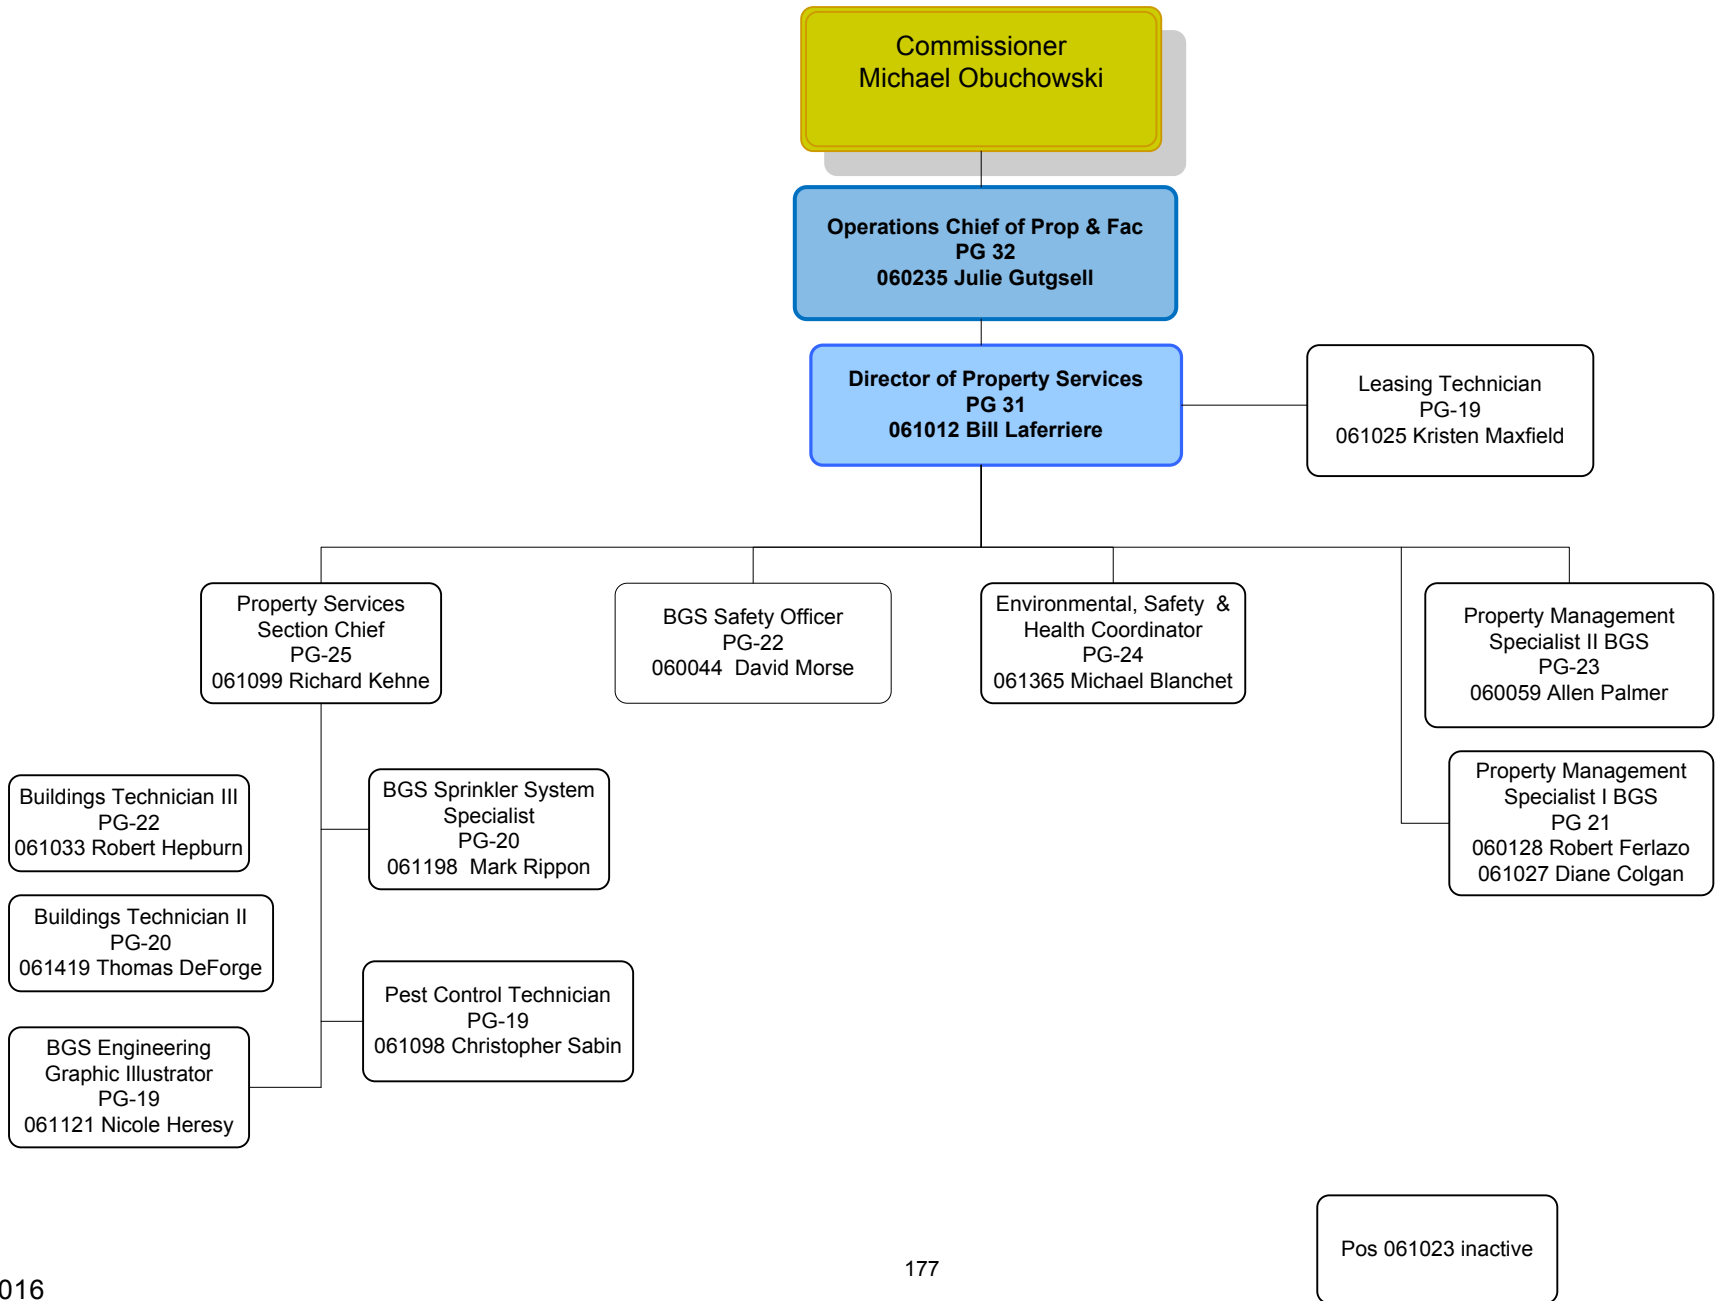 Commissioner
Michael Obuchowski
Operations Chief of Prop & Fac
PG 32
060235 Julie Gutgsell
Director of Property Services
PG 31
061012 Bill Laferriere
Leasing Technician
PG-19
061025 Kristen Maxfield
Property Services
Section Chief
PG-25
061099 Richard Kehne
BGS Safety Officer
PG-22
060044  David Morse
Environmental, Safety  &
Health Coordinator
PG-24
061365 Michael Blanchet
Property Management
Specialist II BGS
PG-23
060059 Allen Palmer
Buildings Technician III
PG-22
061033 Robert Hepburn
BGS Sprinkler System
Specialist
PG-20
061198  Mark Rippon
Property Management
Specialist I BGS
PG 21
060128 Robert Ferlazo
061027 Diane Colgan
Buildings Technician II
PG-20
061419 Thomas DeForge
Pest Control Technician
PG-19
061098 Christopher Sabin
BGS Engineering
Graphic Illustrator
PG-19
061121 Nicole Heresy
Pos 061023 inactive
177
016